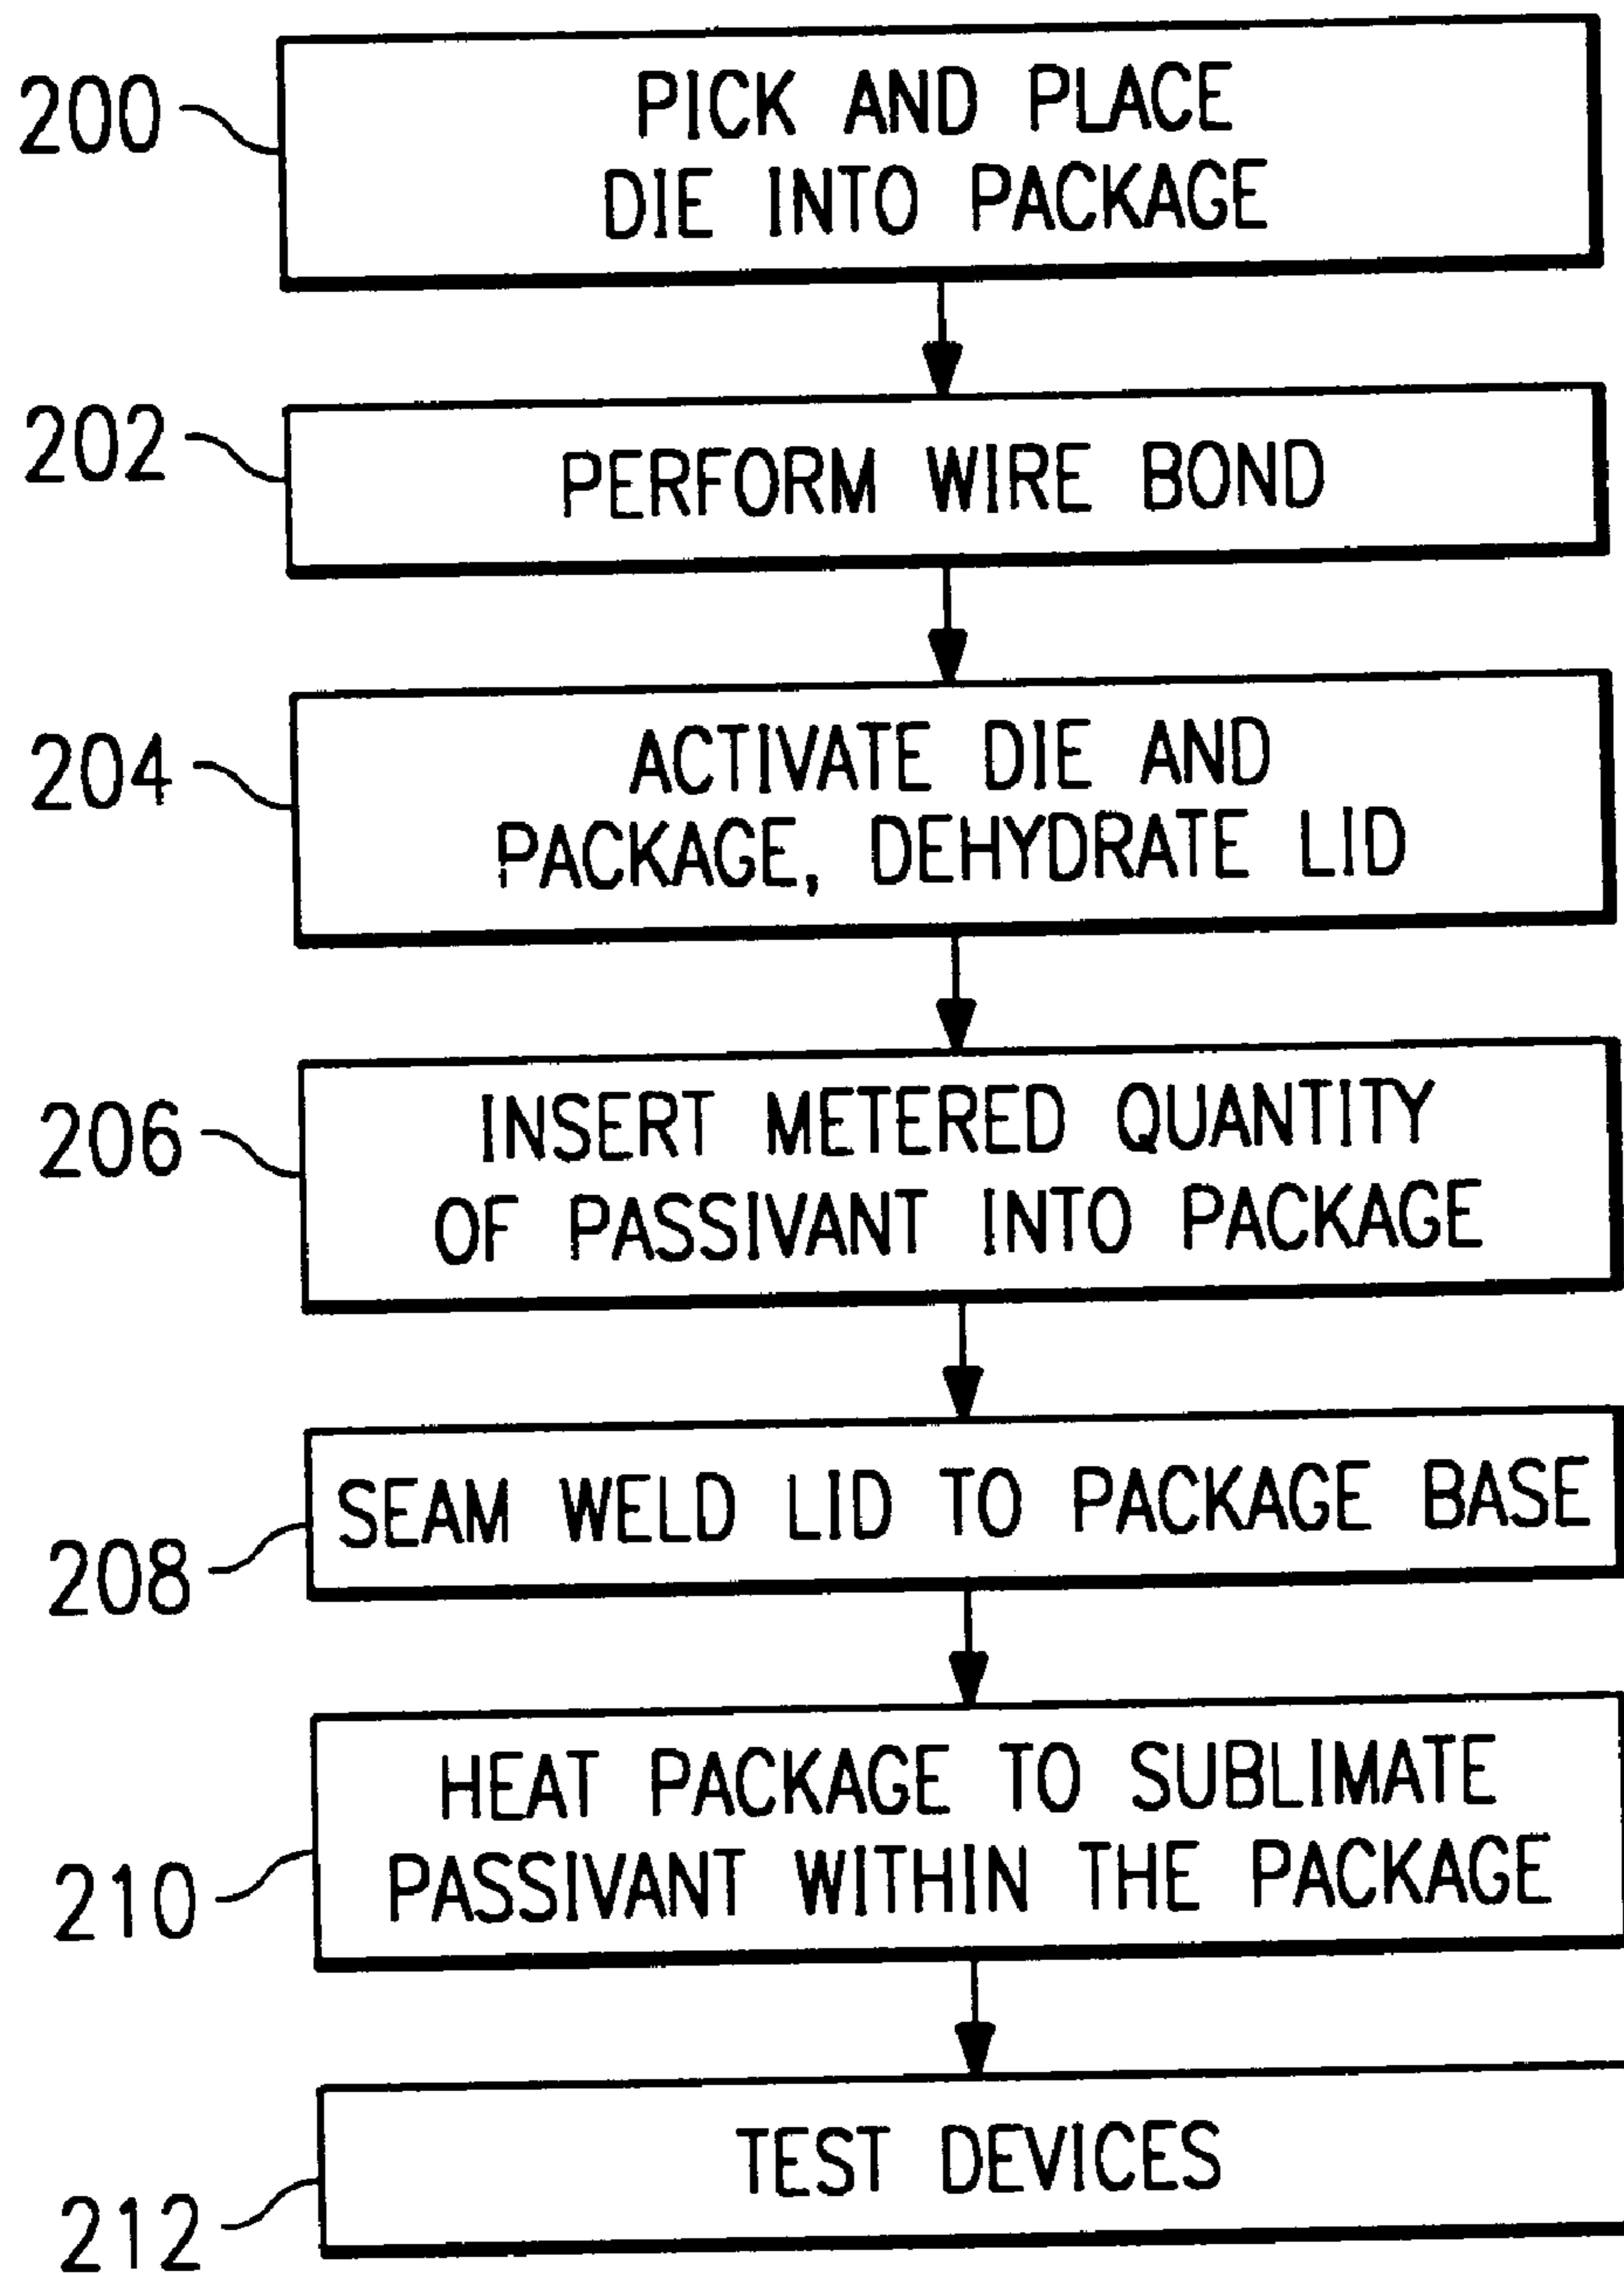 200
PICK AND PLACE
DIE INTO PACKAGE
202
PERFORM WIRE BOND
204
ACTIVATE DIE AND
PACKAGE, DEHYDRATE LID
206
INSERT METERED QUANTITY
OF PASSIVANT INTO PACKAGE
208
SEAM WELD LID TO PACKAGE BASE
210
HEAT PACKAGE TO SUBLIMATE
PASSIVANT WITHIN THE PACKAGE
212
TEST DEVICES